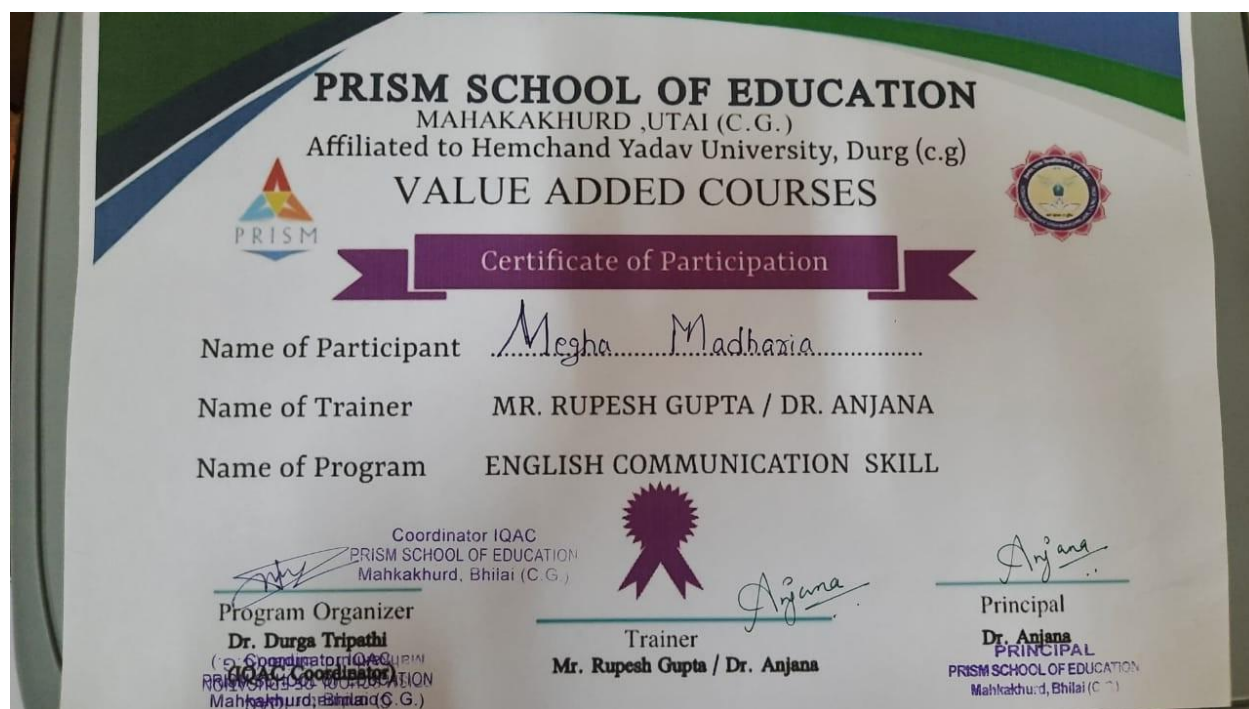 PRISM SCHOOL OF EDUCATION
MAHAKAKHURD ,UTAI (C.G.)
Affiliated to Hemchand Yadav University, Durg (c.g)
VALUE ADDED COURSES
PRISM
Certificate of Participation
Name of Participant Megha Madharia
Name of Trainer MR. RUPESH GUPTA / DR. ANJANA
Name of Program ENGLISH COMMUNICATION SKILL
Coordinator IQAC
PRISM SCHOOL OF EDUCATION
Mahkakhurd, Bhilai (C.G.)
Program Organizer
Dr. Durga Tripathi
(IQAC Coordinator)
Anjana
Trainer
Mr. Rupesh Gupta / Dr. Anjana
Anjana
Principal
Dr. Anjana
PRINCIPAL
PRISM SCHOOL OF EDUCATION
Mahkakhurd, Bhilai (C